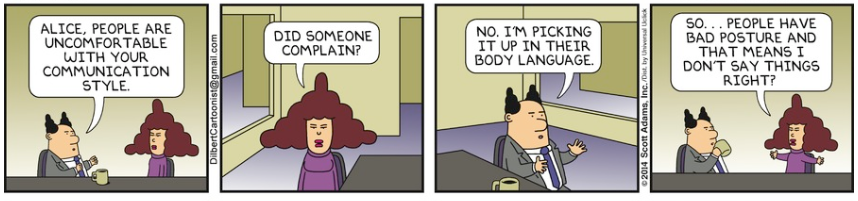 ALICE, PEOPLE ARE
UNCOMFORTABLE
WITH YOUR
COMMUNICATION
STYLE.
DilbertCartoonist@gmail.com
DID SOMEONE
COMPLAIN?
NO. I'M PICKING
IT UP IN THEIR
BODY LANGUAGE.
©2014 Scott Adams, Inc. /Dist. by Universal Uclick
SO. . . PEOPLE HAVE
BAD POSTURE AND
THAT MEANS I
DON'T SAY THINGS
RIGHT?